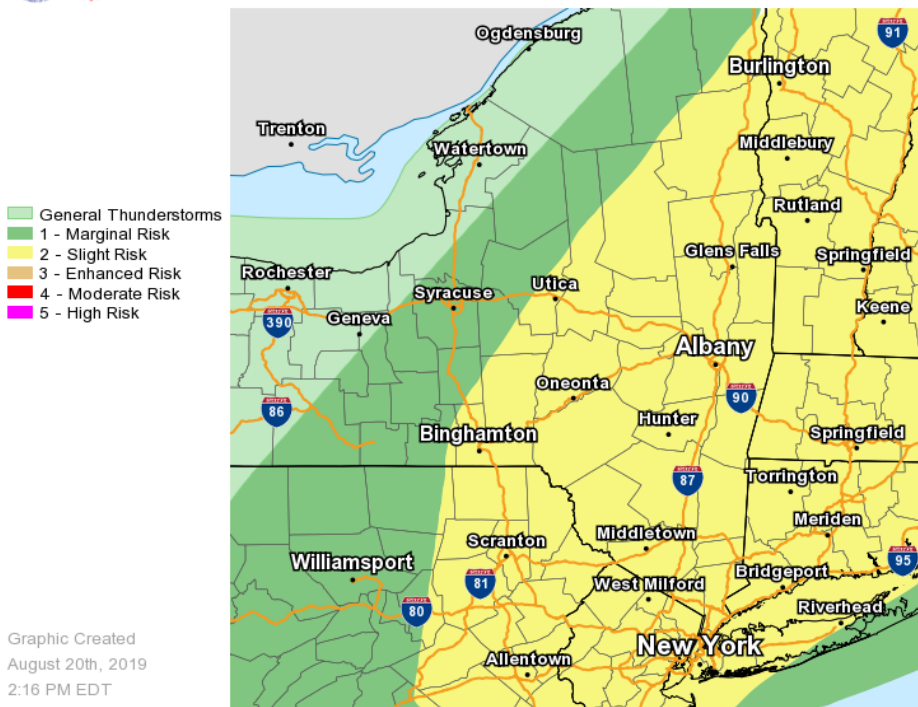 General Thunderstorms
1 - Marginal Risk
2 - Slight Risk
3 - Enhanced Risk
4 - Moderate Risk
5 - High Risk
Graphic Created
August 20th, 2019
2:16 PM EDT
Ogdensburg
91
Burlington
Trenton
Watertown
Middlebury
Rutland
Glens Falls
Springfield
Rochester
Syracuse
Utica
Keene
390
Geneva
Albany
Oneonta
90
86
Hunter
Binghamton
Springfield
87
Torrington
Meriden
Scranton
Middletown
Williamsport
95
81
West Milford
Bridgeport
80
Riverhead
New York
Allentown